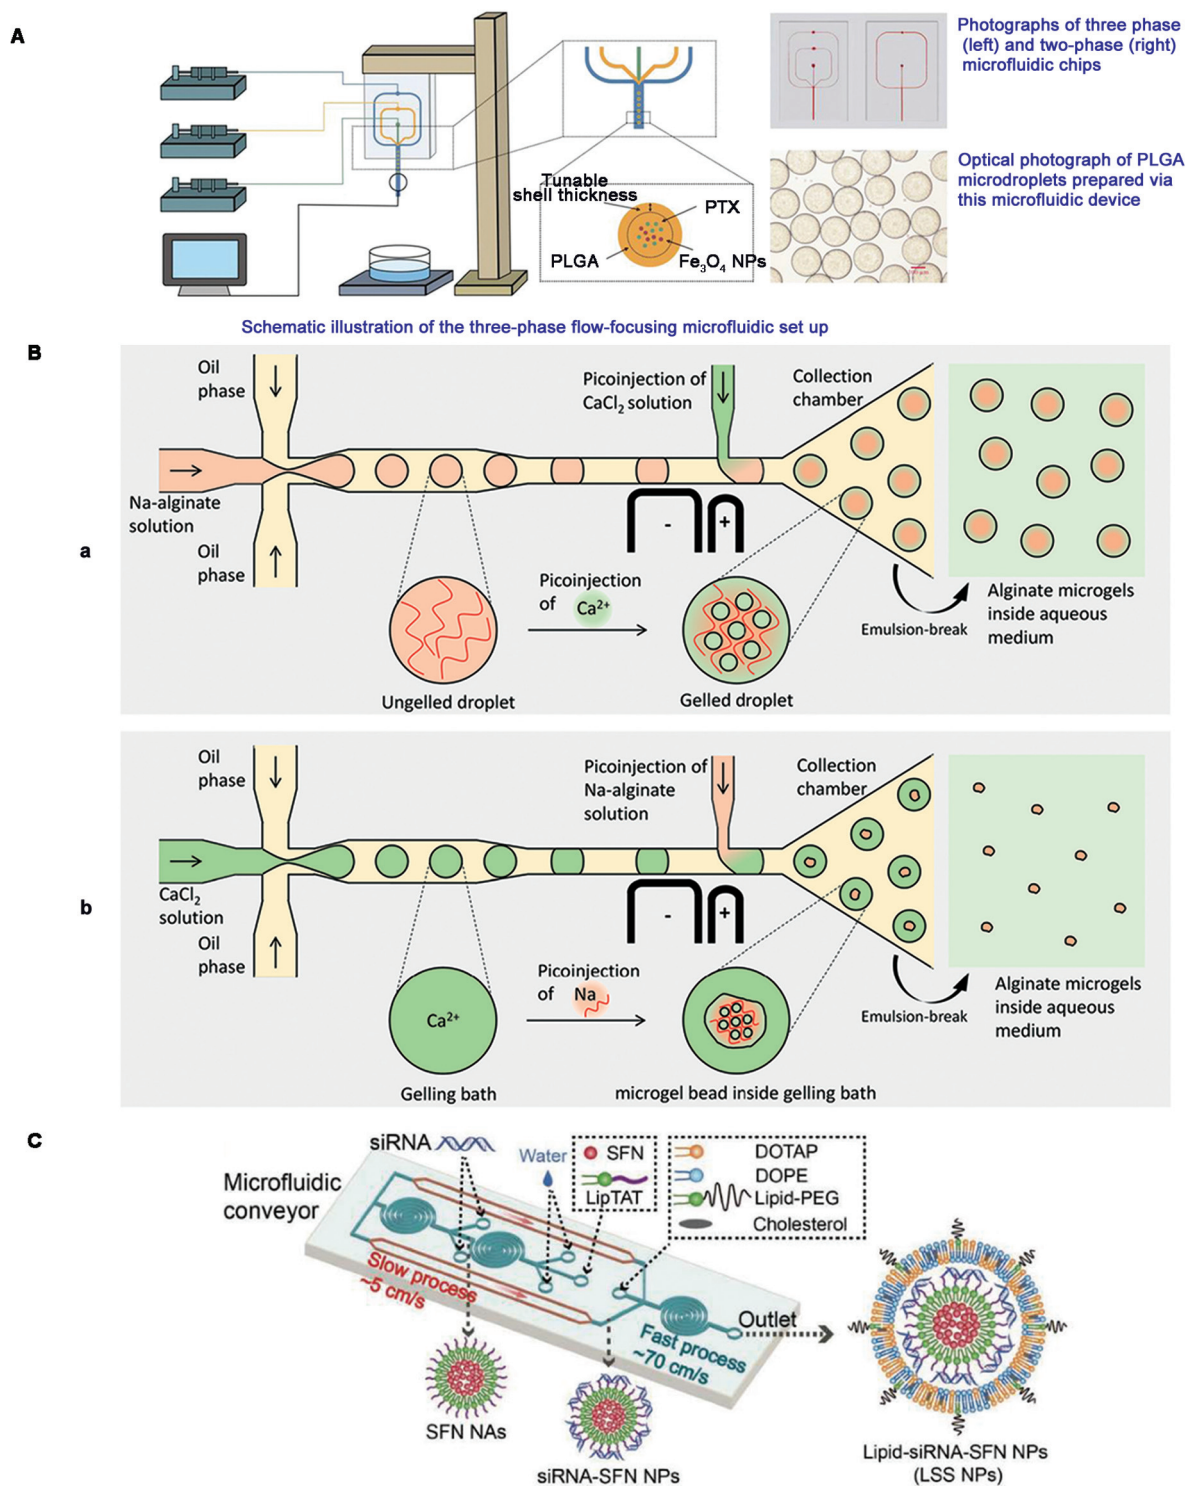 A
Photographs of three phase
(left) and two-phase (right)
microfluidic chips
Optical photograph of PLGA
microdroplets prepared via
this microfluidic device
Tunable
shell thickness
PTX
PLGA
Fe3O4 NPs
Schematic illustration of the three-phase flow-focusing microfluidic set up
B
a
Oil
phase
Na-alginate
solution
Oil
phase
Picoinjection of
CaCl2 solution
Collection
chamber
-
+
Picoinjection
of Ca2+
Ungelled droplet
Gelled droplet
Emulsion-break
Alginate microgels
inside aqueous
medium
b
Oil
phase
CaCl2
solution
Oil
phase
Picoinjection of
Na-alginate
solution
Collection
chamber
-
+
Ca2+
Picoinjection
of Na
Gelling bath
microgel bead inside gelling bath
Emulsion-break
Alginate microgels
inside aqueous
medium
C
Microfluidic
conveyor
siRNA
Water
SFN
LipTAT
DOTAP
DOPE
Lipid-PEG
Cholesterol
Slow process
~5 cm/s
Fast process
~70 cm/s
Outlet
SFN NAs
siRNA-SFN NPs
Lipid-siRNA-SFN NPs
(LSS NPs)